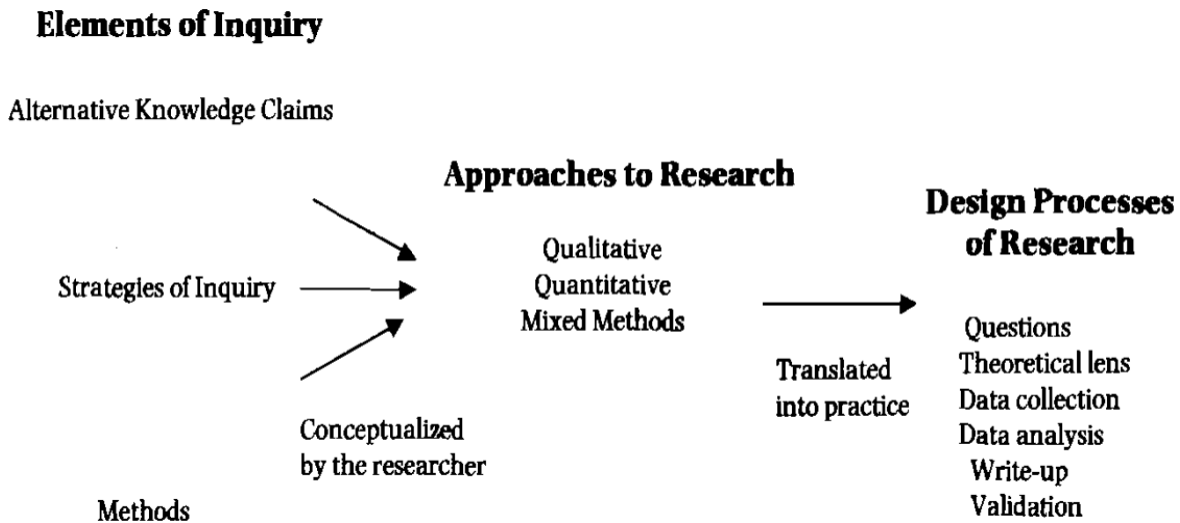 Elements of Inquiry
Alternative Knowledge Claims
Strategies of Inquiry
Conceptualized
by the researcher
Methods
Approaches to Research
Qualitative
Quantitative
Mixed Methods
Translated
into practice
Design Processes
of Research
Questions
Theoretical lens
Data collection
Data analysis
Write-up
Validation